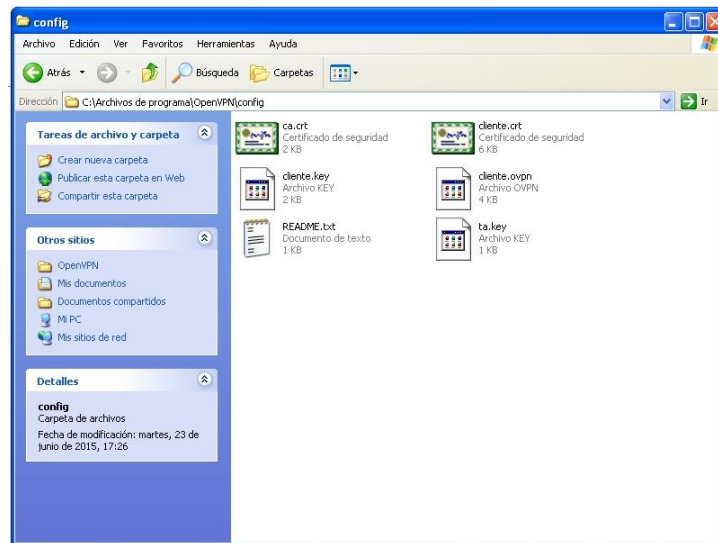 config
Archivo Edición Ver Favoritos Herramientas Ayuda
Atrás Búsqueda Carpetas
Dirección C:\Archivos de programa\OpenVPN\config Ir
Tareas de archivo y carpeta
Crear nueva carpeta
Publicar esta carpeta en Web
Compartir esta carpeta
Otros sitios
OpenVPN
Mis documentos
Documentos compartidos
Mi PC
Mis sitios de red
Detalles
config
Carpeta de archivos
Fecha de modificación: martes, 23 de
junio de 2015, 17:26
ca.crt
Certificado de seguridad
2 KB
cliente.crt
Certificado de seguridad
6 KB
cliente.key
Archivo KEY
2 KB
cliente.ovpn
Archivo OVPN
4 KB
README.txt
Documento de texto
1 KB
ta.key
Archivo KEY
1 KB